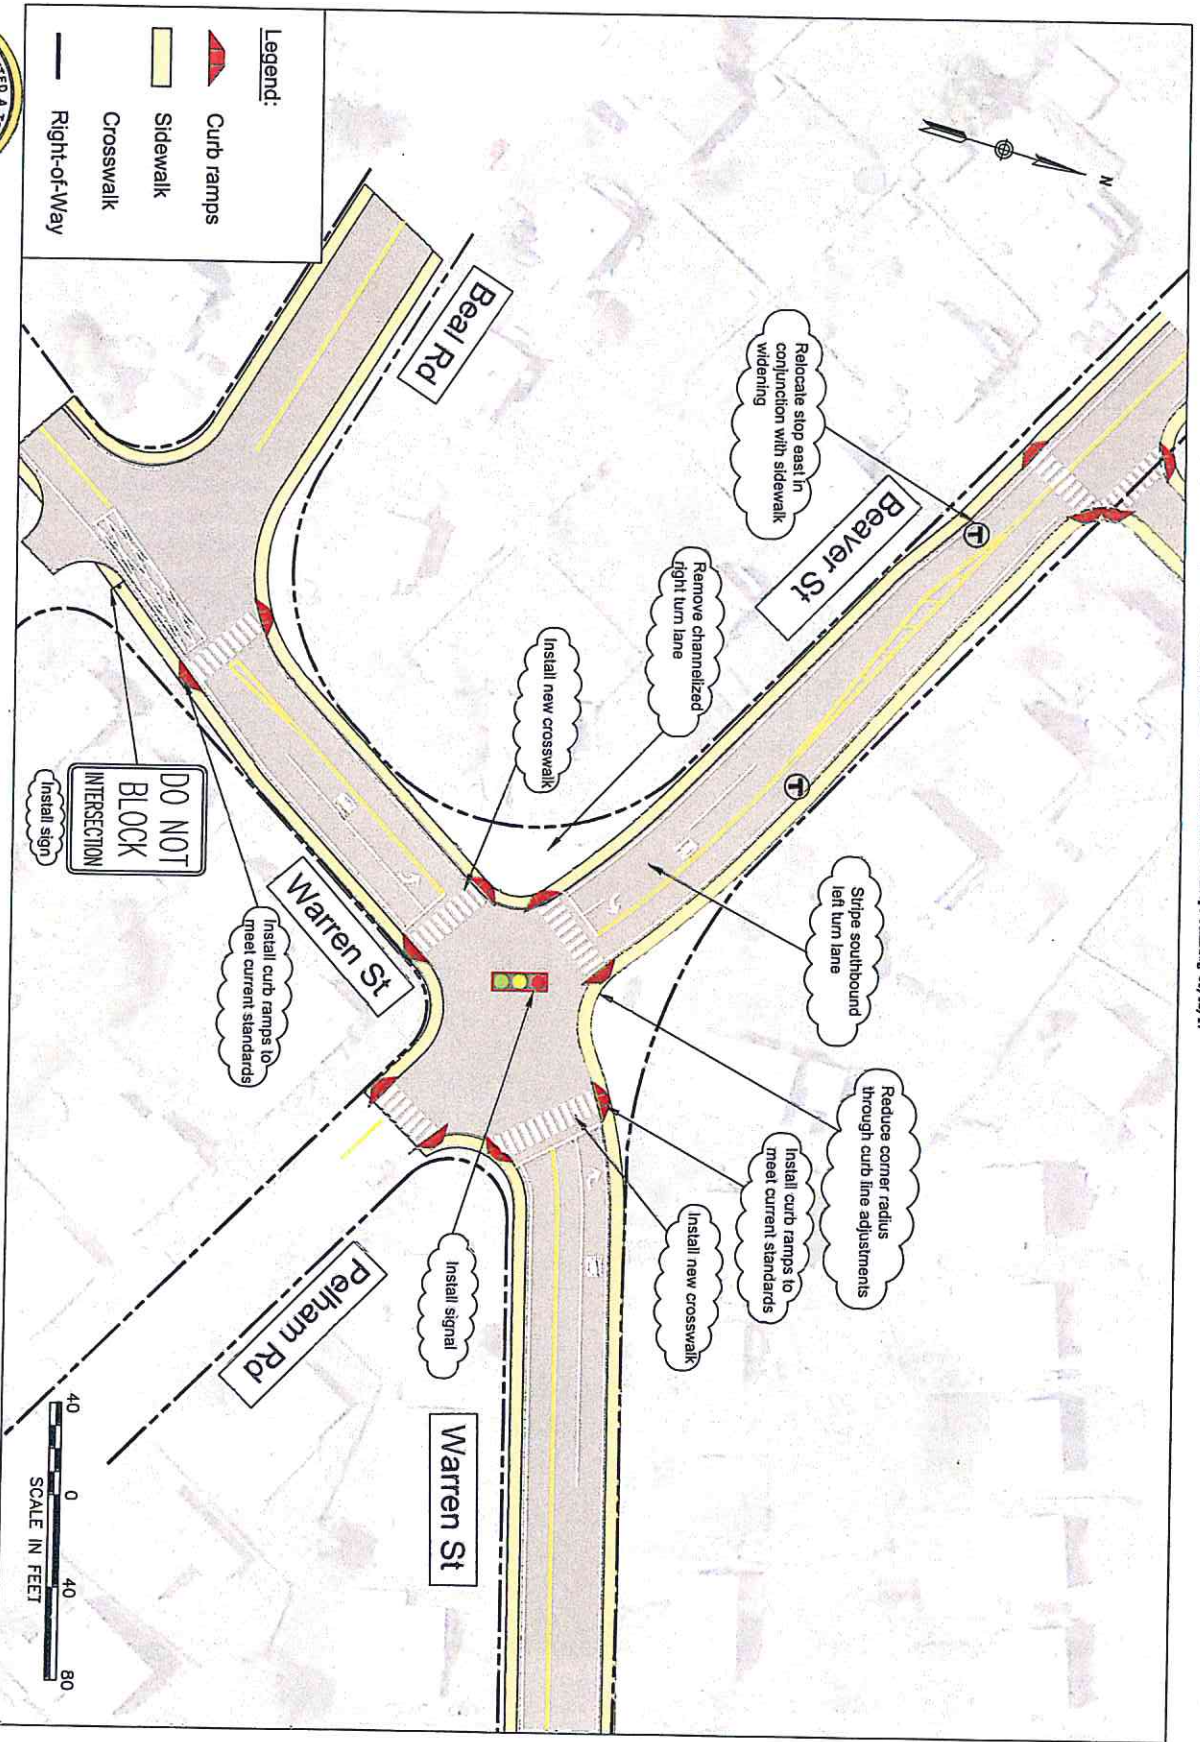 Legend:
Curb ramps
Sidewalk
Crosswalk
Right-of-Way
N
Beal Rd
Relocate stop east in
conjunction with sidewalk
widening
Beaver St
T
T
Remove channelized
right turn lane
Install new crosswalk
Stripe southbound
left turn lane
Reduce corner radius
through curb line adjustments
Install curb ramps to
meet current standards
Install new crosswalk
Install signal
DO NOT
BLOCK
INTERSECTION
Install sign
Install curb ramps to
meet current standards
Warren St
Pelham Rd
Warren St
40 0 40 80
SCALE IN FEET